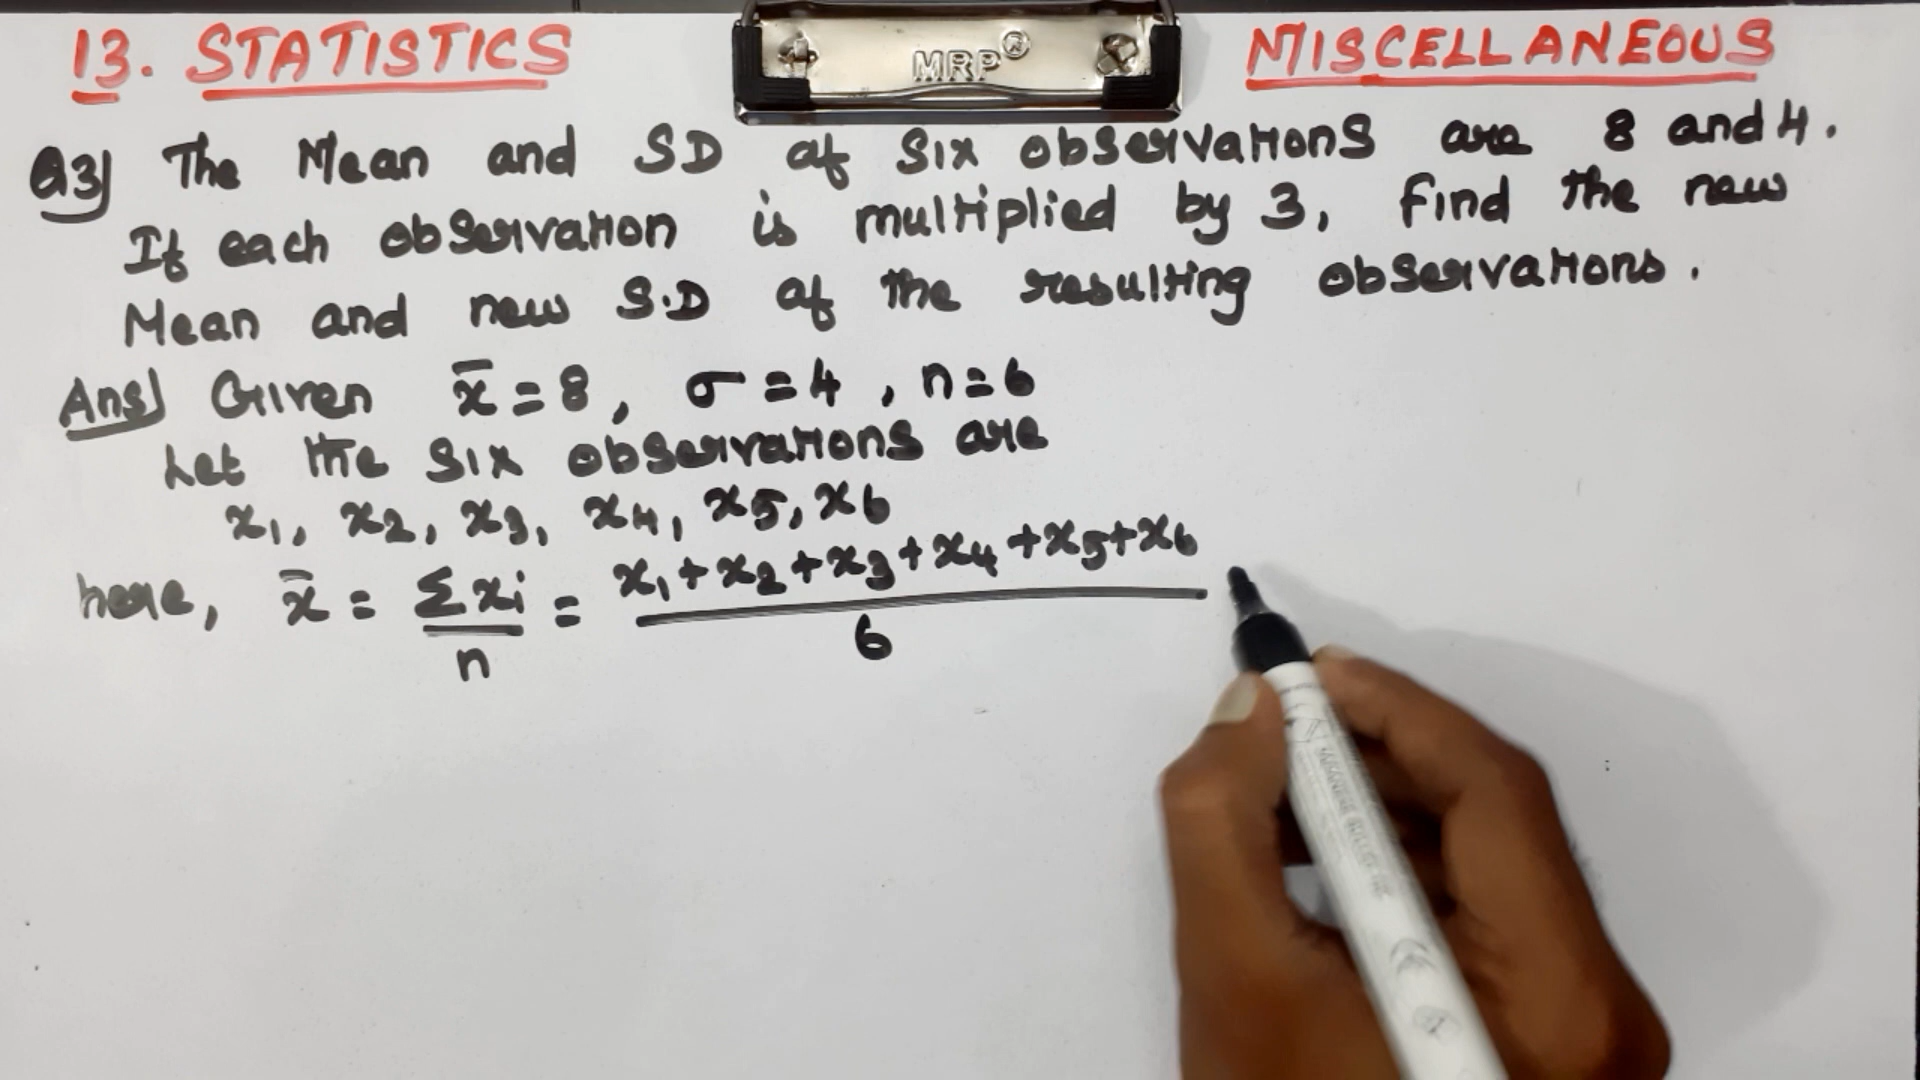 13. STATISTICS
MRP®
MISCELLANEOUS
Q3) The Mean and SD of six observations are 8 and 4.
If each observation is multiplied by 3, find the new
Mean and new S.D of the resulting observations.
Ans) Given x̄ = 8, σ = 4, n = 6
Let the six observations are
x₁, x₂, x₃, x₄, x₅, x₆
here, x̄ = Σxi / n = x₁ + x₂ + x₃ + x₄ + x₅ + x₆ / 6